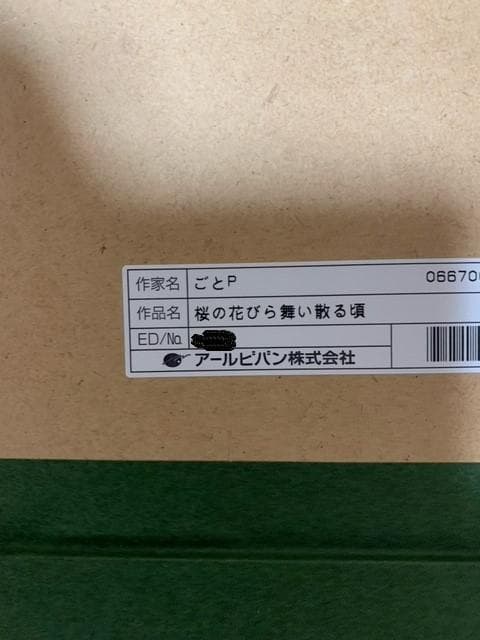 作家名 ごとP 06670
作品名 桜の花びら舞い散る頃
ED/No.
アールビバン株式会社